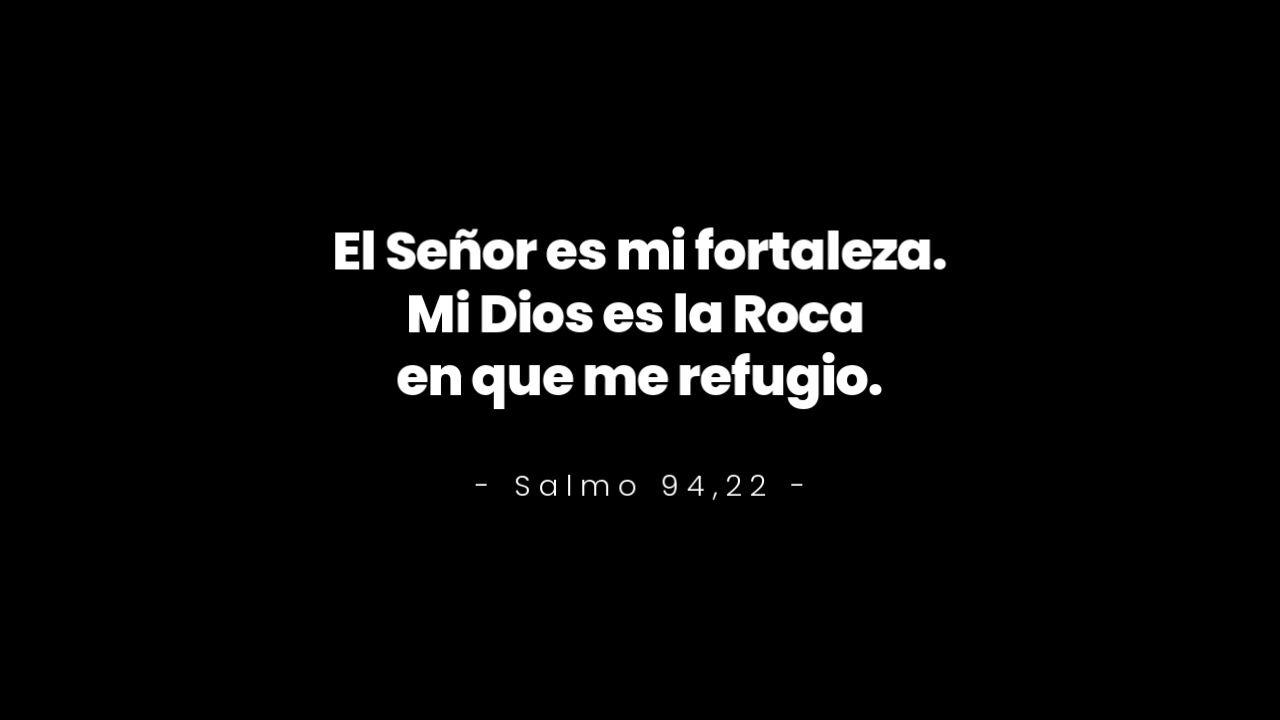 El Señor es mi fortaleza.
Mi Dios es la Roca
en que me refugio.
- Salmo 94,22 -